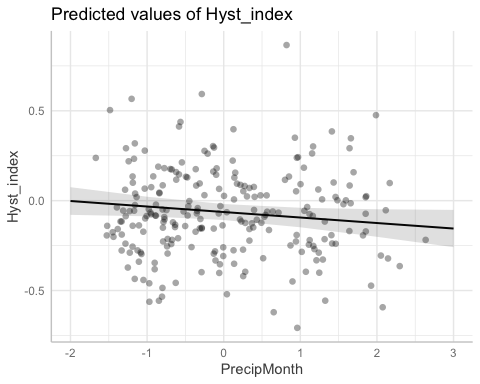 Predicted values of Hyst_index
0.5
0.0
-0.5
Hyst_index
-2 -1 0 1 2 3
PrecipMonth